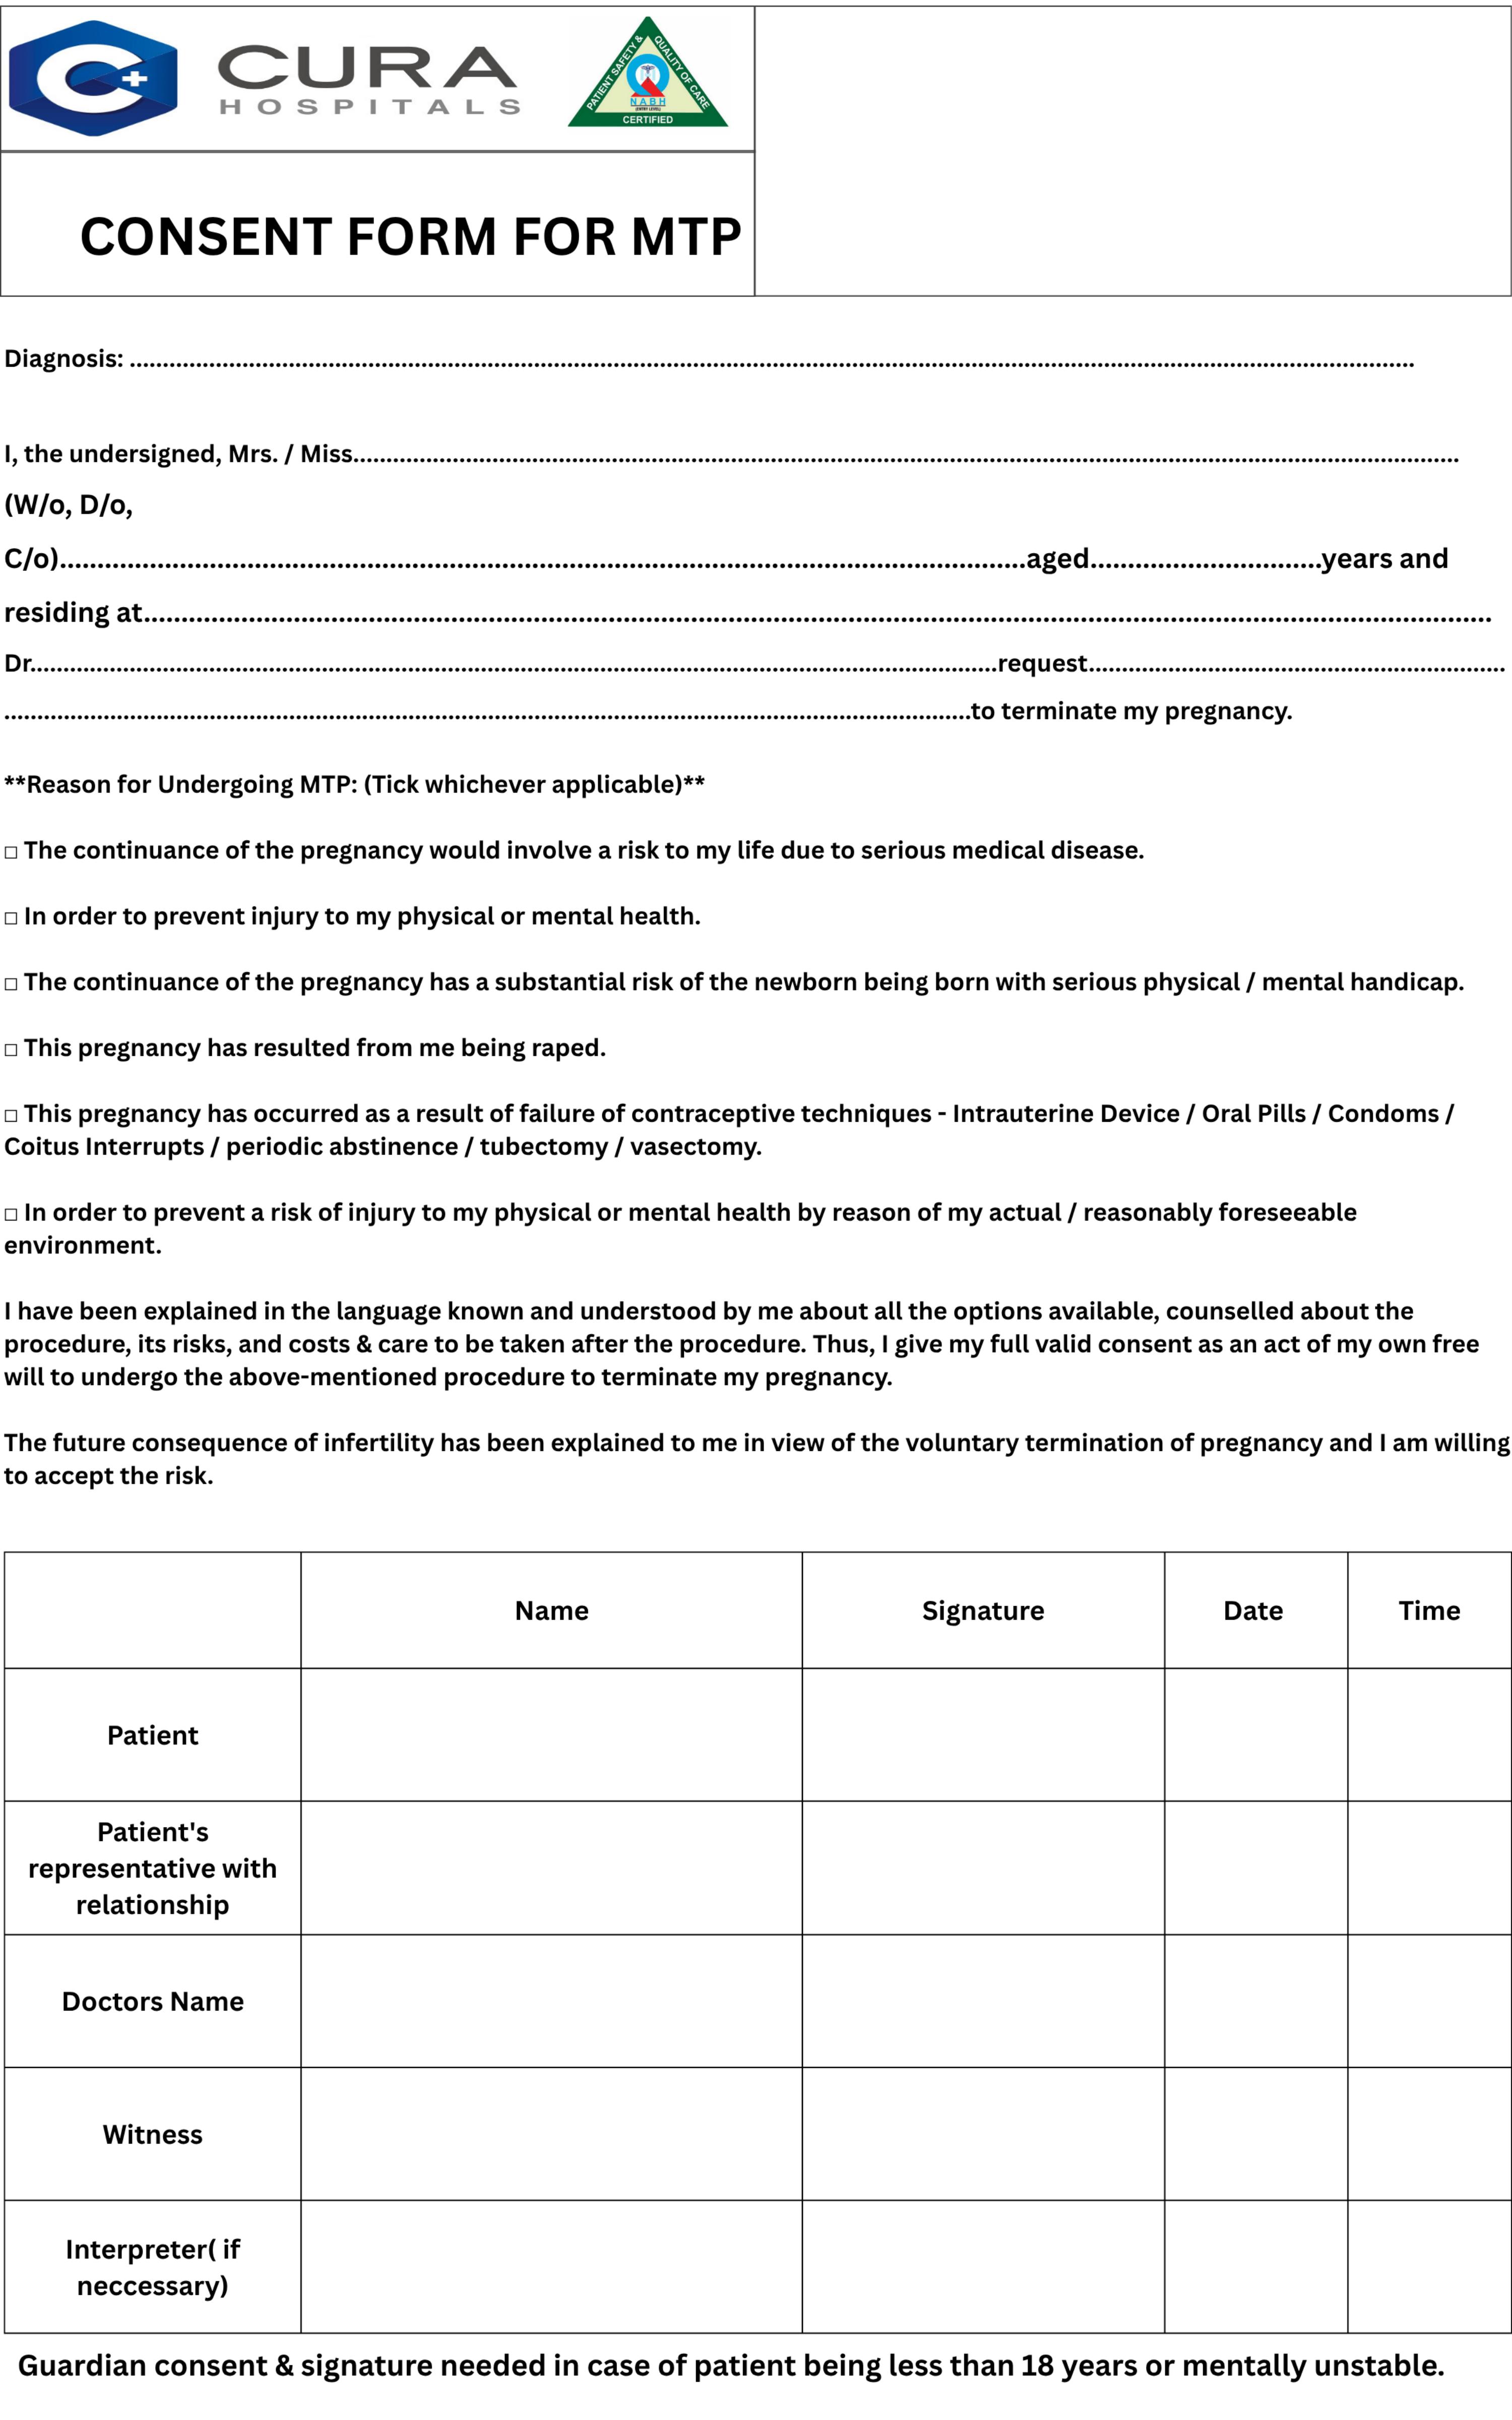 CURA
HOSPITALS
PATIENT SAFETY & QUALITY OF CARE
NABH
(ENTRY LEVEL)
CERTIFIED
CONSENT FORM FOR MTP
Diagnosis: ................................................................
I, the undersigned, Mrs. / Miss................................................................
(W/o, D/o,
C/o)................................................................aged...............................years and
residing at................................................................
Dr................................................................request................................................................
................................................................to terminate my pregnancy.
**Reason for Undergoing MTP: (Tick whichever applicable)**
□ The continuance of the pregnancy would involve a risk to my life due to serious medical disease.
□ In order to prevent injury to my physical or mental health.
□ The continuance of the pregnancy has a substantial risk of the newborn being born with serious physical / mental handicap.
□ This pregnancy has resulted from me being raped.
□ This pregnancy has occurred as a result of failure of contraceptive techniques - Intrauterine Device / Oral Pills / Condoms /
Coitus Interrupts / periodic abstinence / tubectomy / vasectomy.
□ In order to prevent a risk of injury to my physical or mental health by reason of my actual / reasonably foreseeable
environment.
I have been explained in the language known and understood by me about all the options available, counselled about the
procedure, its risks, and costs & care to be taken after the procedure. Thus, I give my full valid consent as an act of my own free
will to undergo the above-mentioned procedure to terminate my pregnancy.
The future consequence of infertility has been explained to me in view of the voluntary termination of pregnancy and I am willing
to accept the risk.
Name Signature Date Time
Patient
Patient's
representative with
relationship
Doctors Name
Witness
Interpreter( if
neccessary)
Guardian consent & signature needed in case of patient being less than 18 years or mentally unstable.